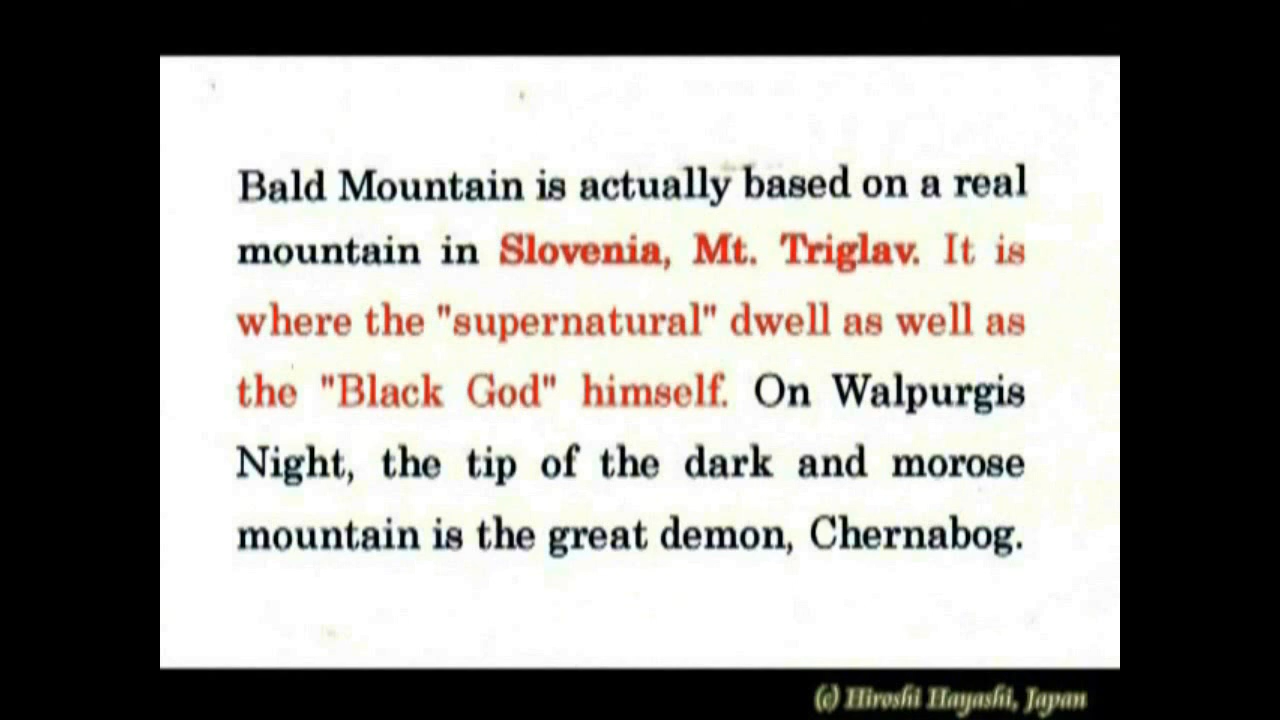 Bald Mountain is actually based on a real
mountain in Slovenia, Mt. Triglav. It is
where the "supernatural" dwell as well as
the "Black God" himself. On Walpurgis
Night, the tip of the dark and morose
mountain is the great demon, Chernabog.
(c) Hiroshi Hayashi, Japan